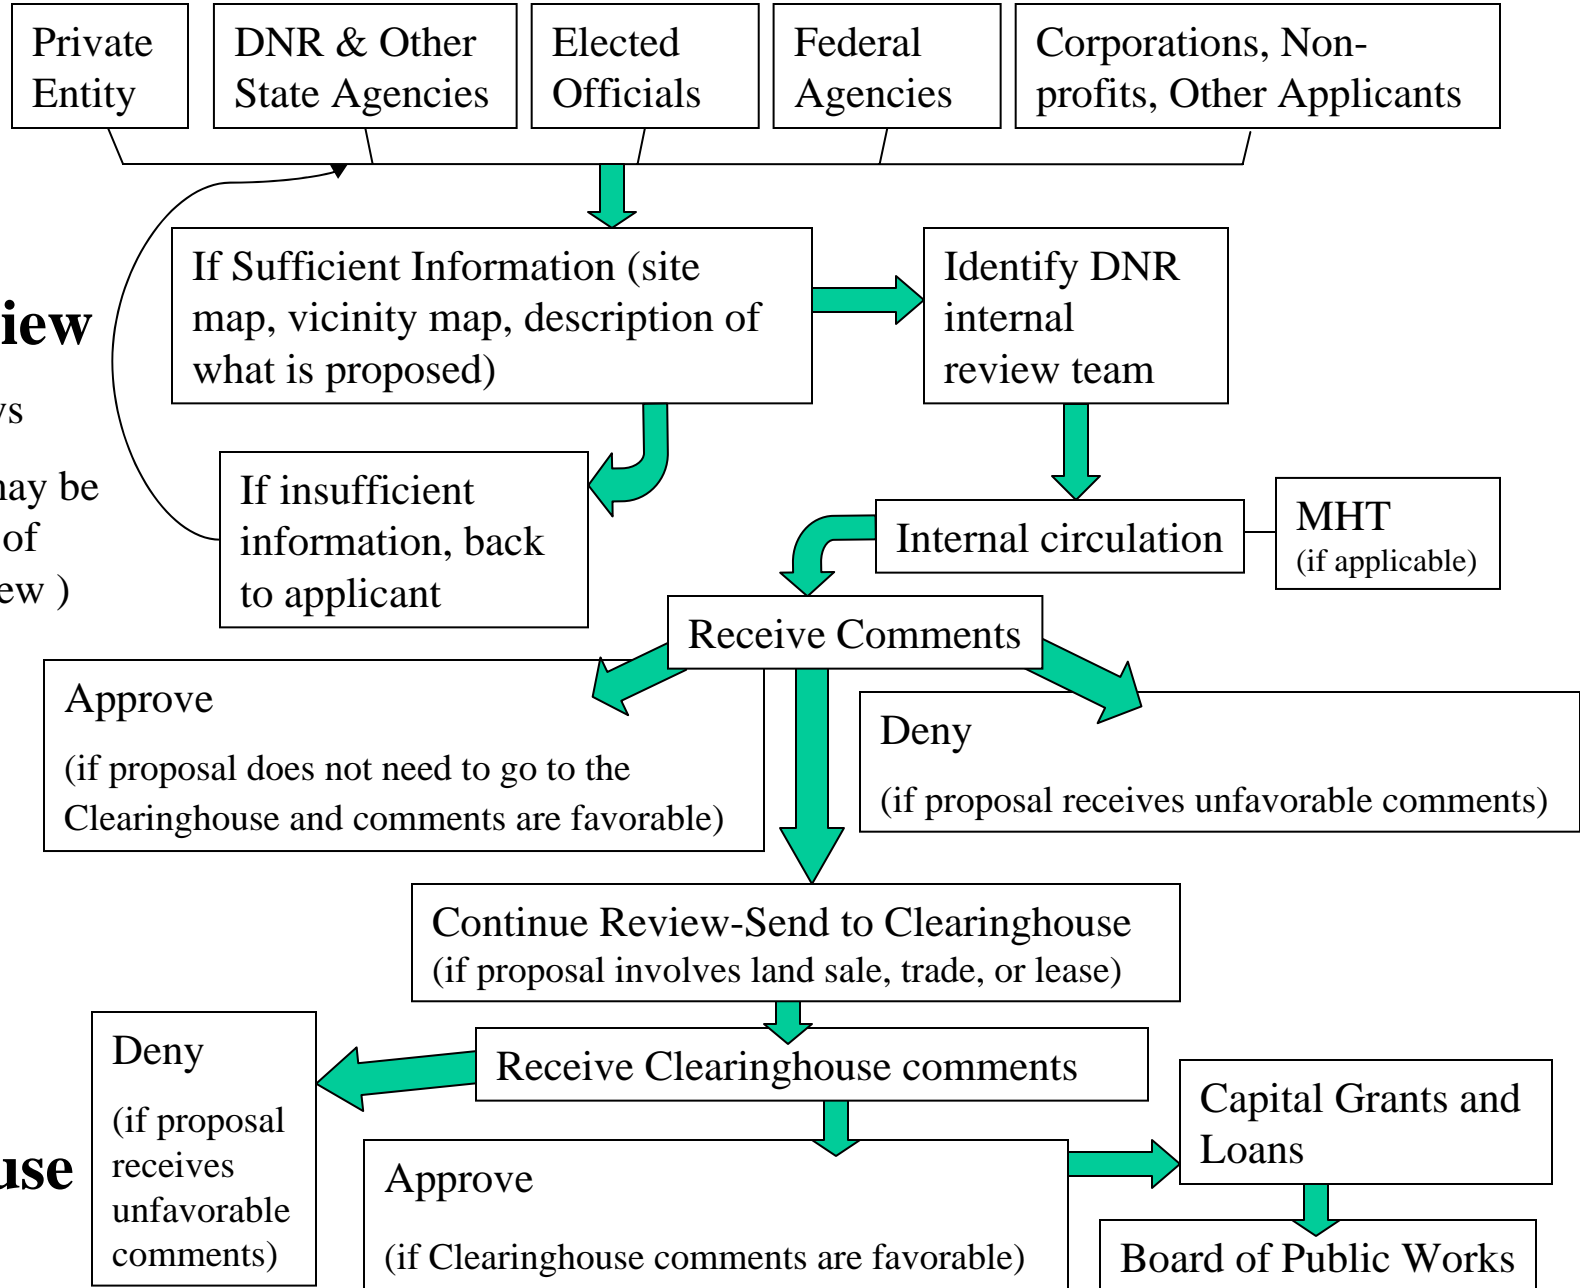 Private
Entity
DNR & Other
State Agencies
Elected
Officials
Federal
Agencies
Corporations, Non-
profits, Other Applicants
If Sufficient Information (site
map, vicinity map, description of
what is proposed)
Identify DNR
internal
review team
iew
ys
may be
of
ew )
If insufficient
information, back
to applicant
Internal circulation
MHT
(if applicable)
Receive Comments
Approve
(if proposal does not need to go to the
Clearinghouse and comments are favorable)
Deny
(if proposal receives unfavorable comments)
Continue Review-Send to Clearinghouse
(if proposal involves land sale, trade, or lease)
Receive Clearinghouse comments
Deny
(if proposal
receives
unfavorable
comments)
use
Approve
(if Clearinghouse comments are favorable)
Capital Grants and
Loans
Board of Public Works